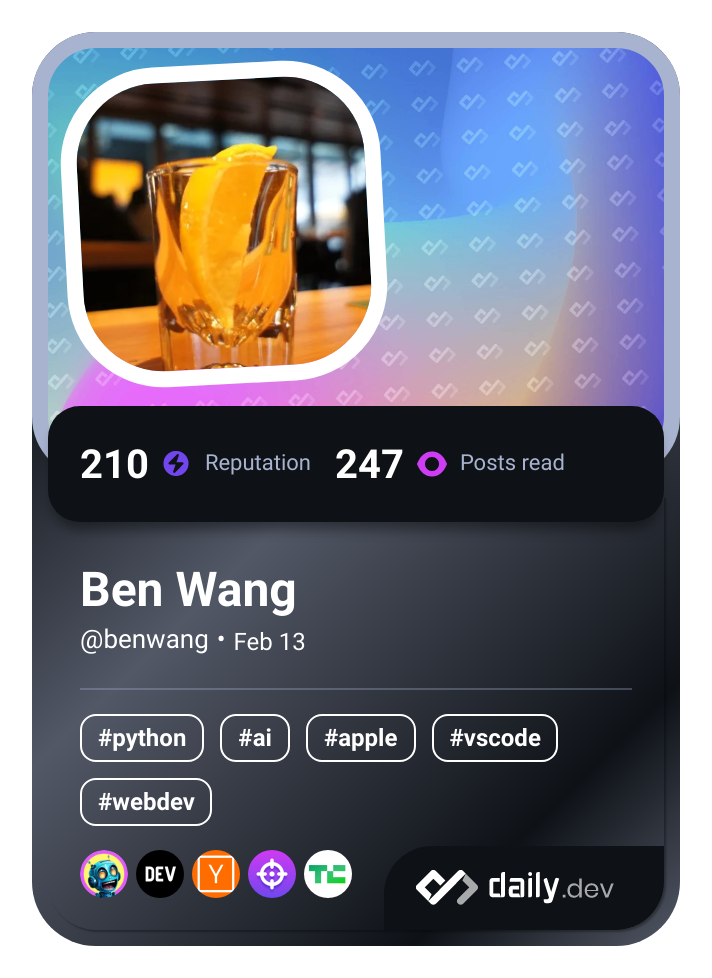 210 Reputation 247 Posts read
Ben Wang
@benwang • Feb 13
#python #ai #apple #vscode
#webdev
DEV Y TC
daily.dev